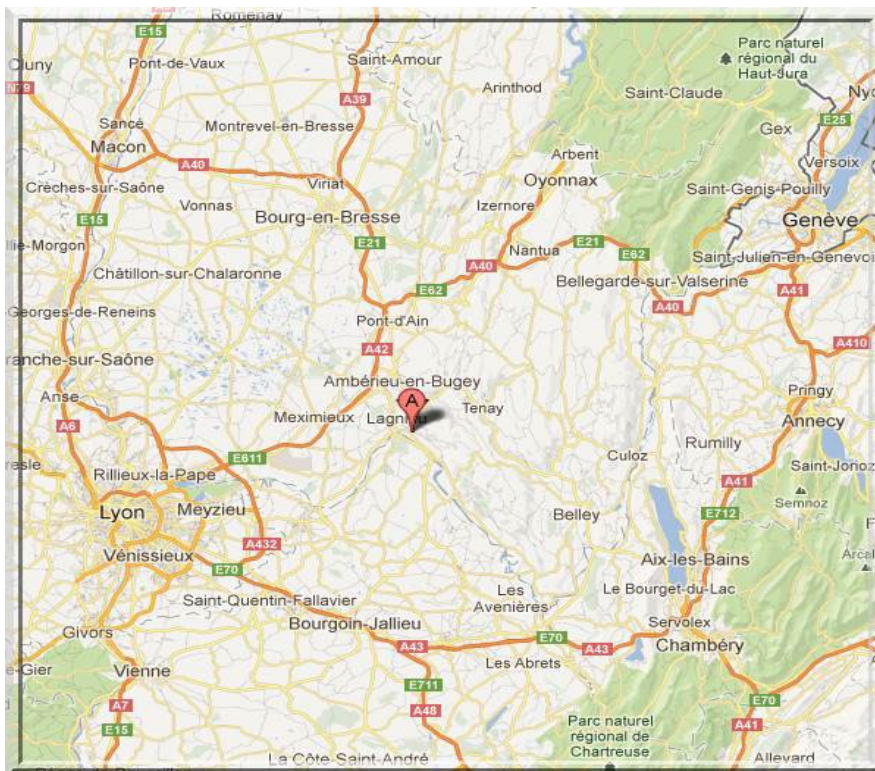 Romenay
E15
Parc naturel
régional du
Haut-Jura
Cluny
Pont-de-Vaux
Saint-Amour
N79
A39
Arinthod
Saint-Claude
Sancé
Montrevel-en-Bresse
Gex
E25
Macon
A40
Arbent
Versoix
Crèches-sur-Saône
Viriat
Oyonnax
Saint-Genis-Pouilly
Vonnas
Izernore
E15
Bourg-en-Bresse
Genève
E21
Nantua
E21
E62
Saint-Julien-en-Genevoi
Châtillon-sur-Chalaronne
A40
Bellegarde-sur-Valserine
E62
A41
A40
-Georges-de-Reneins
Pont-d'Ain
A42
A410
anche-sur-Saône
Ambérieu-en-Bugey
Pringy
Anse
A
Tenay
Meximieux
Annecy
A6
Rumilly
Culoz
E611
Saint-Jorioz
Rillieux-la-Pape
A41
Semnoz
Lyon
Meyzieu
Belley
E712
A432
Vénissieux
Aix-les-Bains
E70
Les
Avenières
Le Bourget-du-Lac
Saint-Quentin-Fallavier
Bourgoin-Jallieu
Servolex
Givors
E70
A43
A43
Chambéry
Les Abrets
e-Gier
Vienne
E711
E70
A7
A48
A41
Parc naturel
régional de
Chartreuse
E15
La Côte-Saint-André
Allevard